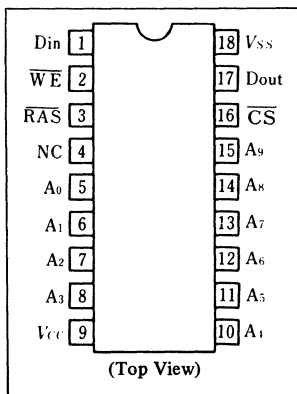 Din 1 18 Vss
WE 2 17 Dout
RAS 3 16 CS
NC 4 15 A9
A0 5 14 A8
A1 6 13 A7
A2 7 12 A6
A3 8 11 A5
Vcc 9 10 A4
(Top View)